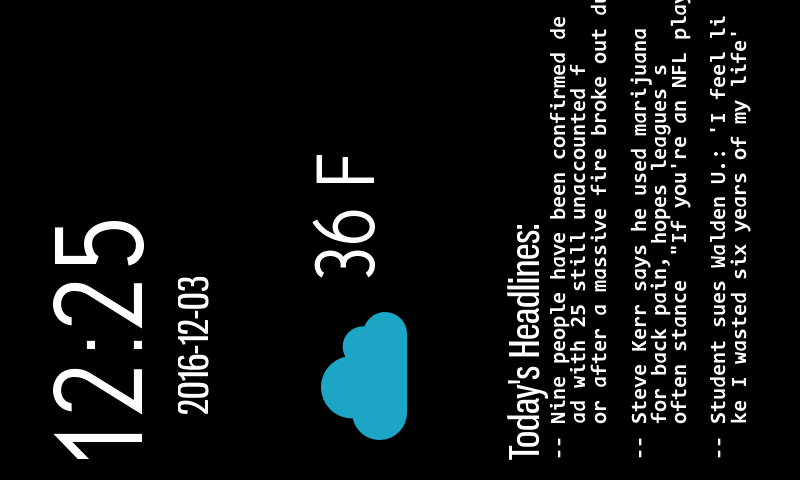 12:25
2016-12-03
36 F
Today's Headlines:
-- Nine people have been confirmed de
ad with 25 still unaccounted f
or after a massive fire broke out du
-- Steve Kerr says he used marijuana
for back pain, hopes leagues s
often stance "If you're an NFL play
-- Student sues Walden U.: 'I feel li
ke I wasted six years of my life'